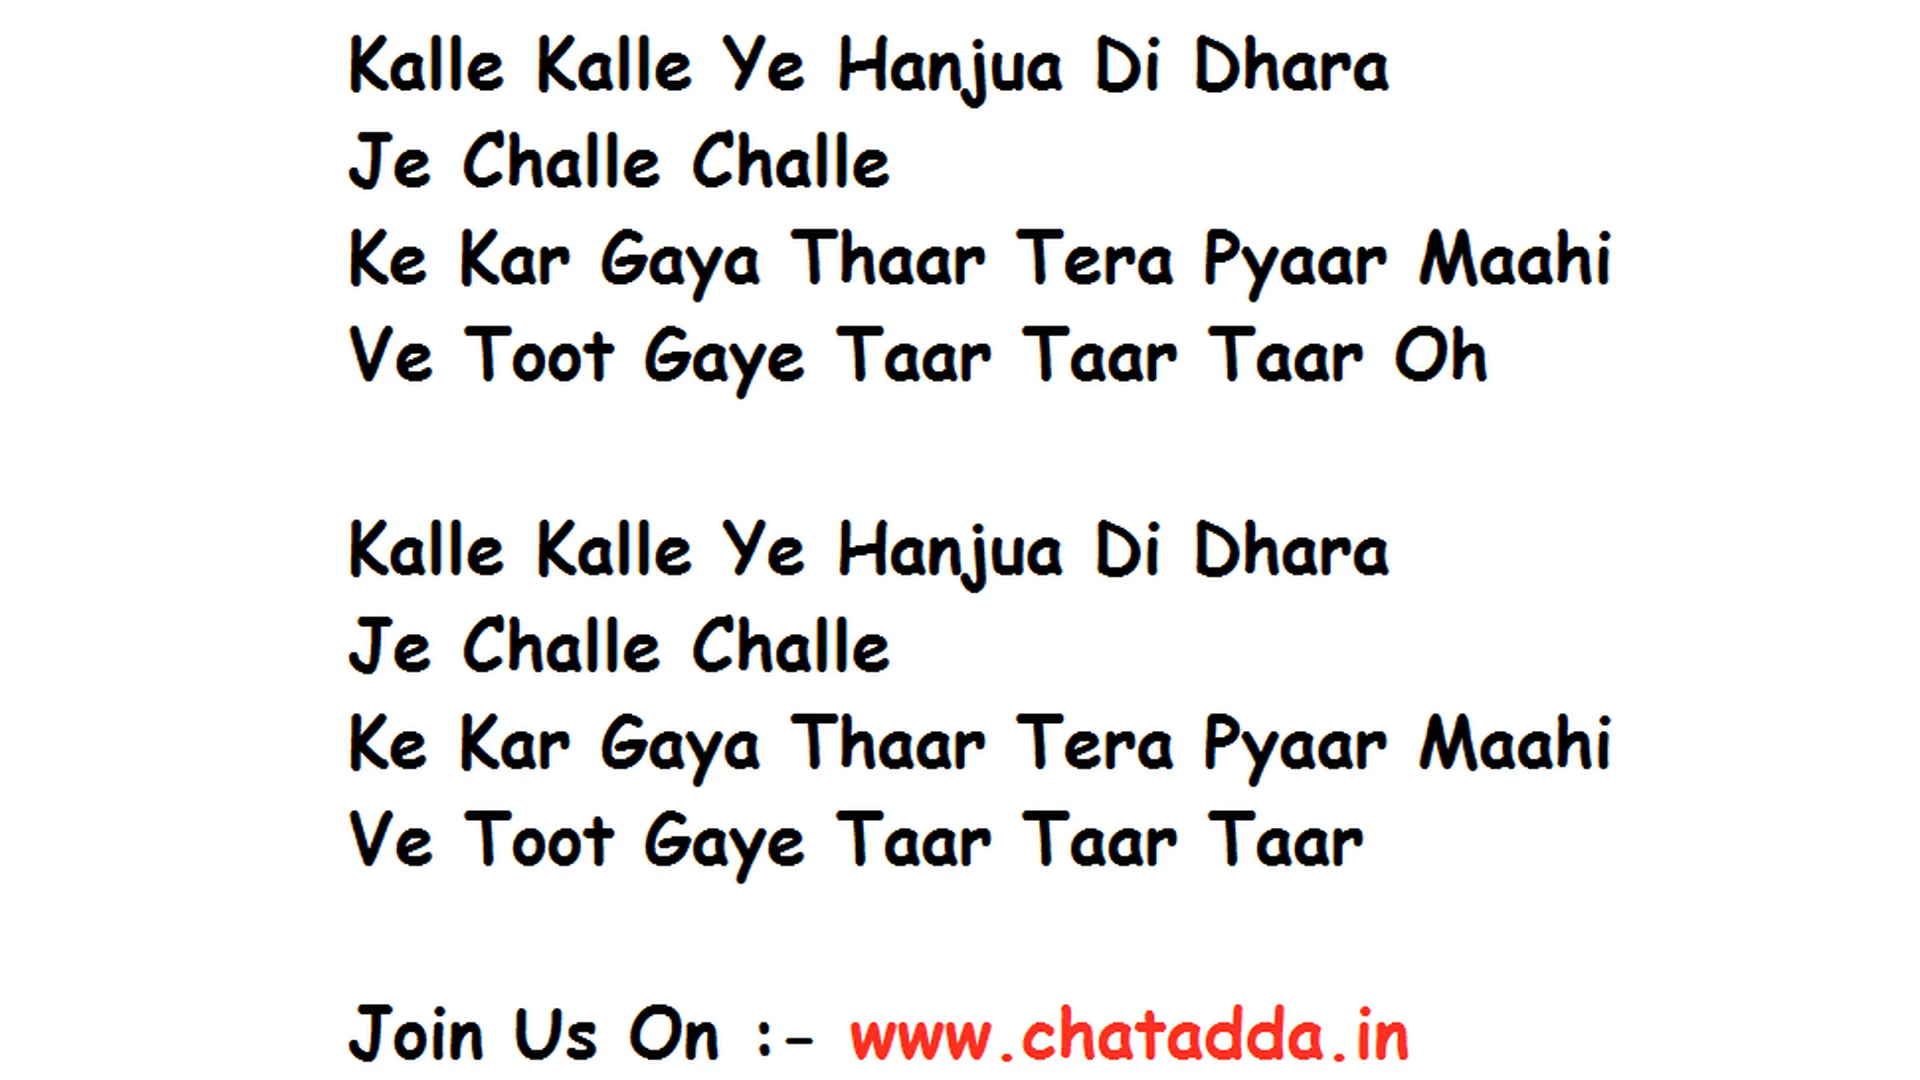 Kalle Kalle Ye Hanjua Di Dhara
Je Challe Challe
Ke Kar Gaya Thaar Tera Pyaar Maahi
Ve Toot Gaye Taar Taar Taar Oh
Kalle Kalle Ye Hanjua Di Dhara
Je Challe Challe
Ke Kar Gaya Thaar Tera Pyaar Maahi
Ve Toot Gaye Taar Taar Taar
Join Us On :- www.chatadda.in